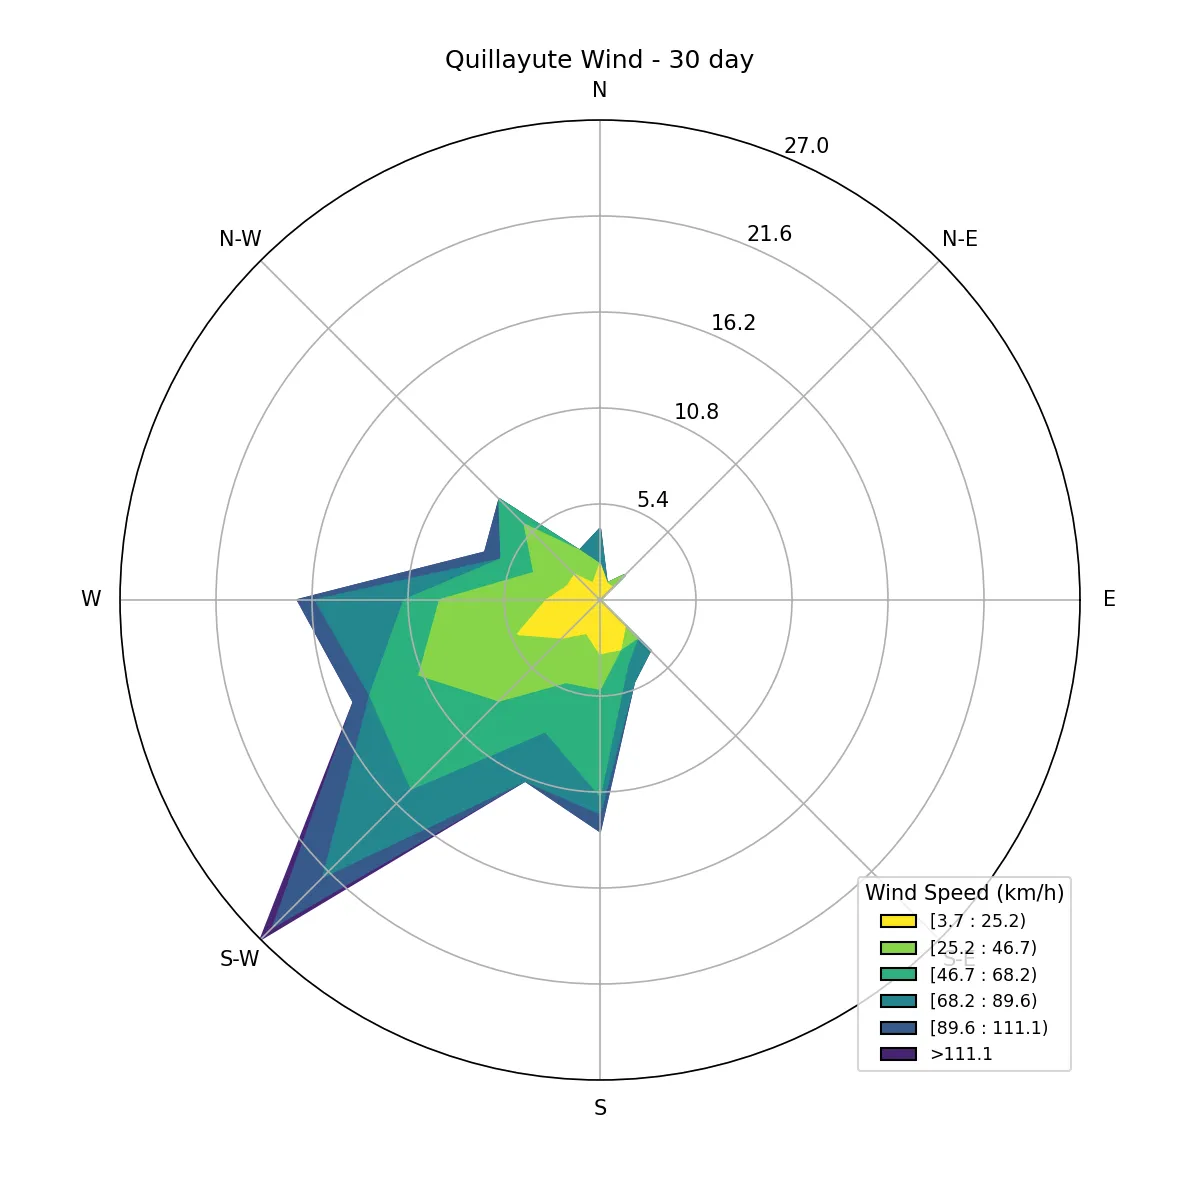 Quillayute Wind - 30 day
N
27.0
N-W
21.6
N-E
16.2
10.8
5.4
W
E
S-W
S-E
S
Wind Speed (km/h)
[3.7 : 25.2)
[25.2 : 46.7)
[46.7 : 68.2)
[68.2 : 89.6)
[89.6 : 111.1)
>111.1